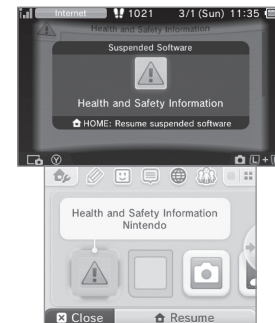 Internet 1021 3/1 (Sun) 11:35
Health and Safety Information
Suspended Software
Health and Safety Information
HOME: Resume suspended software
Y L +
Health and Safety Information
Nintendo
X Close Resume